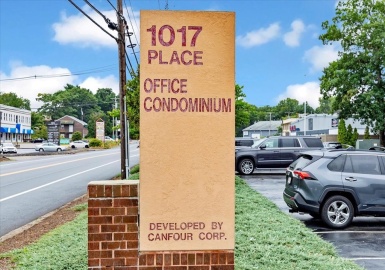 1017
PLACE
OFFICE
CONDOMINIUM
DEVELOPED BY
CANFOUR CORP.